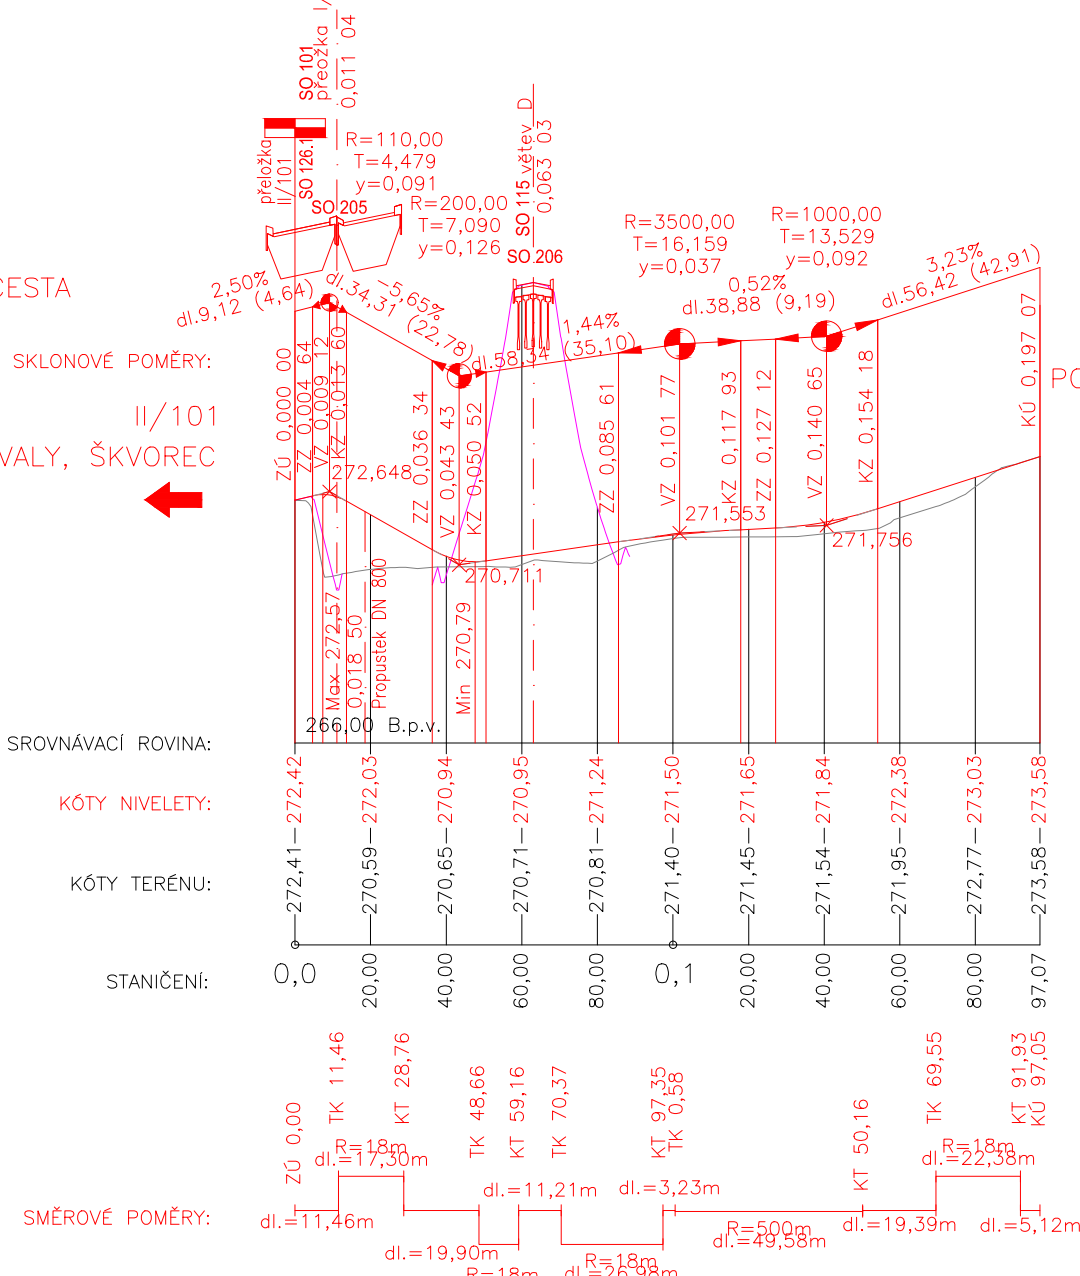 SO 101
přeožka I/
0,011 04
přeložka
II/101
SO 126.1
R=110,00
T=4,479
y=0,091
SO 205
R=200,00
T=7,090
y=0,126
SO 115 větev D
0,063 03
SO 206
R=3500,00
T=16,159
y=0,037
R=1000,00
T=13,529
y=0,092
CESTA
2,50%
dl.9,12 (4,64)
-5,65%
dl.34,31 (22,78)
1,44%
dl.58,34 (35,10)
0,52%
dl.38,88 (9,19)
3,23%
dl.56,42 (42,91)
SKLONOVÉ POMĚRY:
II/101
VALY, ŠKVOREC
PO
ZÚ 0,000 00
ZZ 0,004 64
VZ 0,009 12
KZ 0,013 60
ZZ 0,036 34
VZ 0,043 43
KZ 0,050 52
ZZ 0,085 61
VZ 0,101 77
KZ 0,117 93
ZZ 0,127 12
VZ 0,140 65
KZ 0,154 18
KÚ 0,197 07
272,648
270,711
271,553
271,756
Max 272,57
0,018 50
Propustek DN 800
Min 270,79
266,00 B.p.v.
SROVNÁVACÍ ROVINA:
KÓTY NIVELETY:
272,42
272,03
270,94
270,95
271,24
271,50
271,65
271,84
272,38
273,03
273,58
KÓTY TERÉNU:
272,41
270,59
270,65
270,71
270,81
271,40
271,45
271,54
271,95
272,77
273,58
STANIČENÍ:
0,0
20,00
40,00
60,00
80,00
0,1
20,00
40,00
60,00
80,00
97,07
ZÚ 0,00
TK 11,46
KT 28,76
TK 48,66
KT 59,16
TK 70,37
KT 97,35
TK 0,58
KT 50,16
TK 69,55
KT 91,93
KÚ 97,05
SMĚROVÉ POMĚRY:
dl.=11,46m
R=18m
dl.=17,30m
dl.=19,90m
R=18m
dl.=11,21m
R=18m
dl.=26,98m
dl.=3,23m
R=500m
dl.=49,58m
dl.=19,39m
R=18m
dl.=22,38m
dl.=5,12m